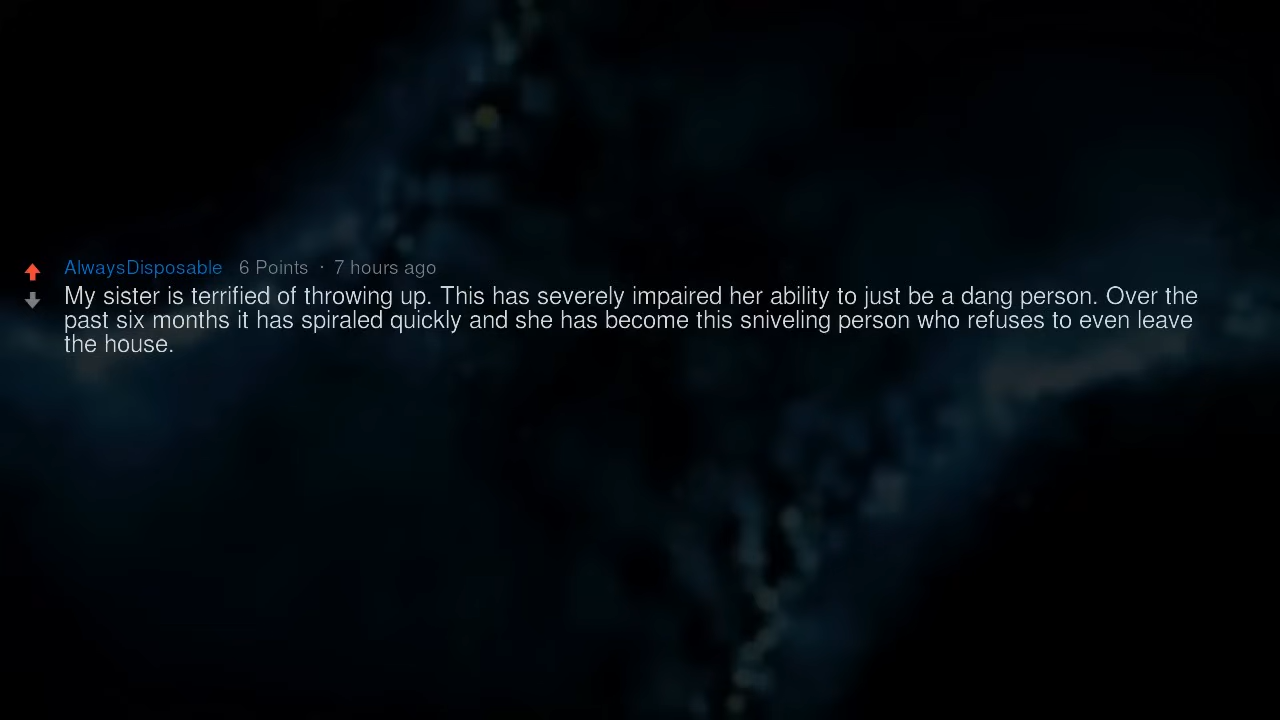 AlwaysDisposable 6 Points · 7 hours ago
My sister is terrified of throwing up. This has severely impaired her ability to just be a dang person. Over the
past six months it has spiraled quickly and she has become this sniveling person who refuses to even leave
the house.